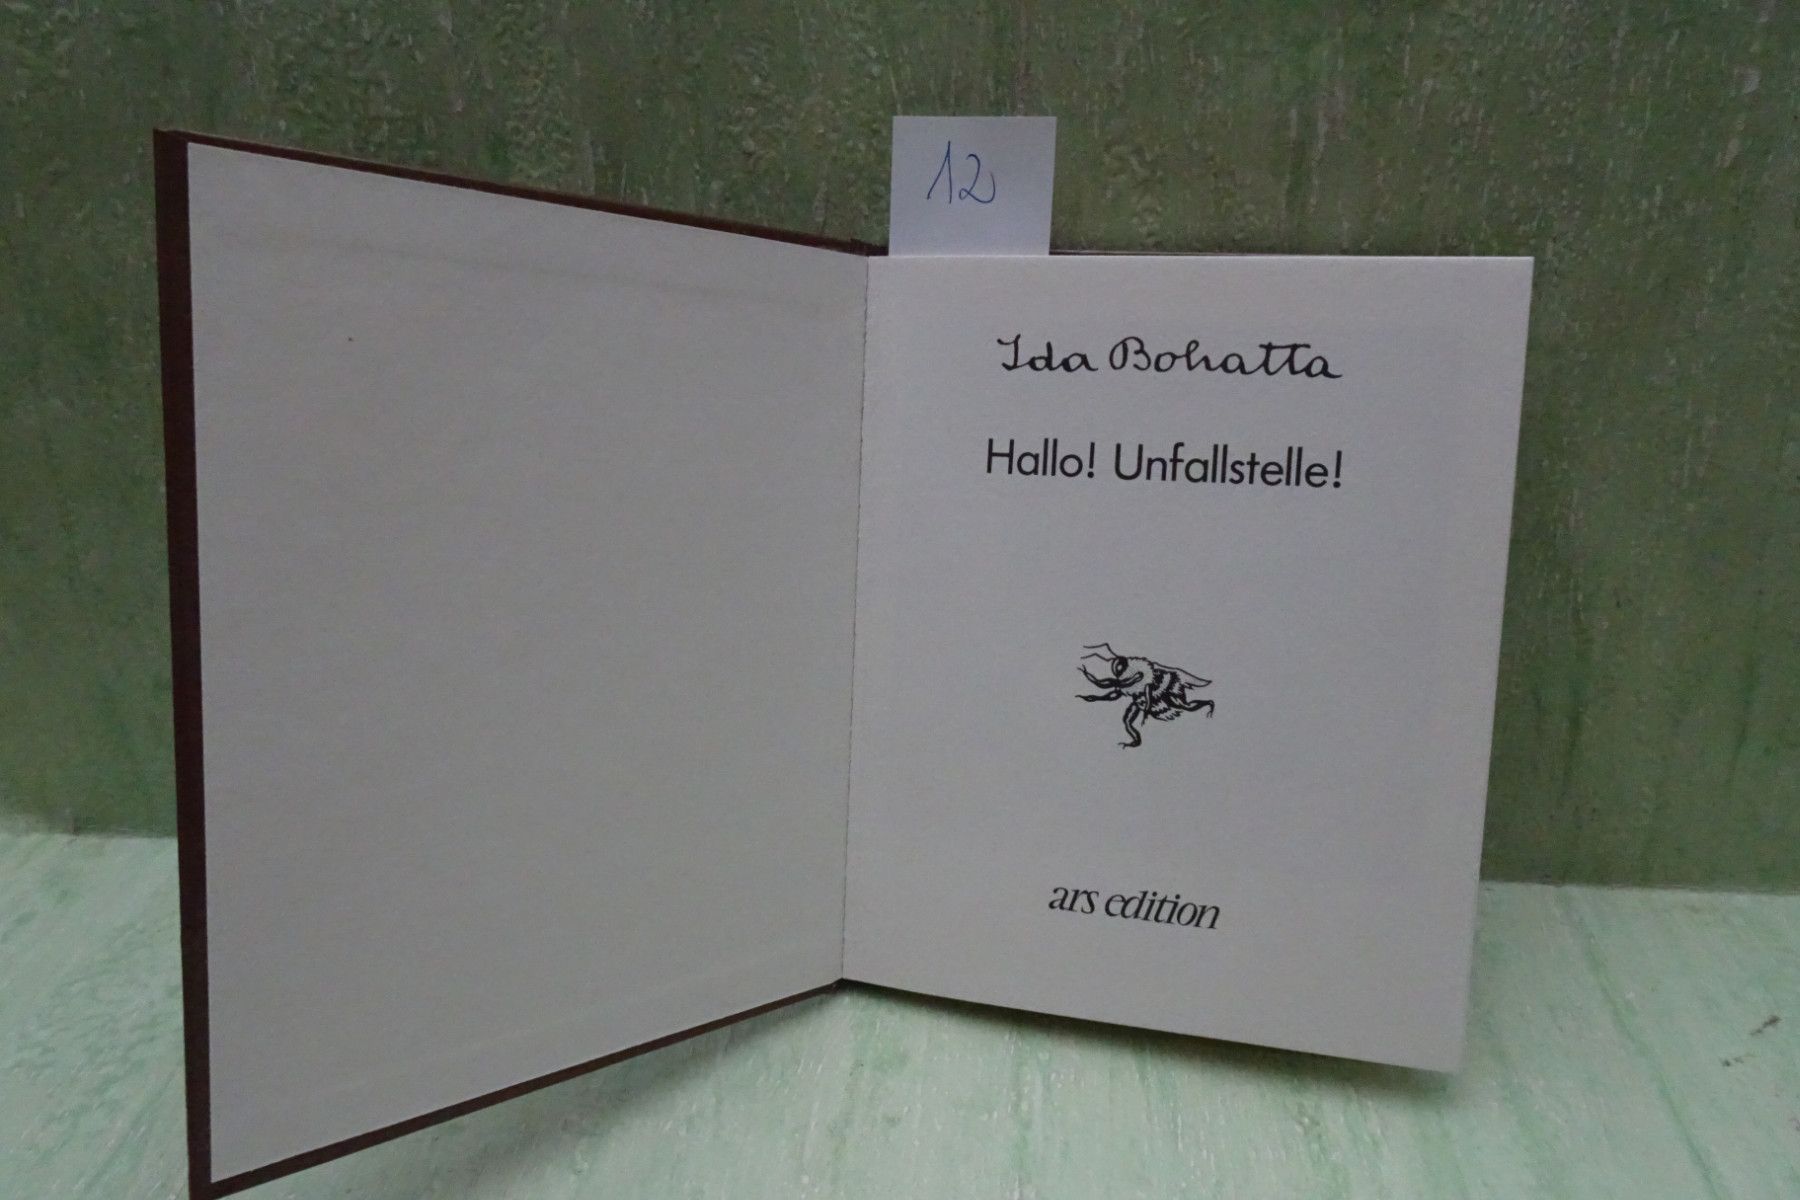 12
Ida Bohatta
Hallo! Unfallstelle!
ars edition